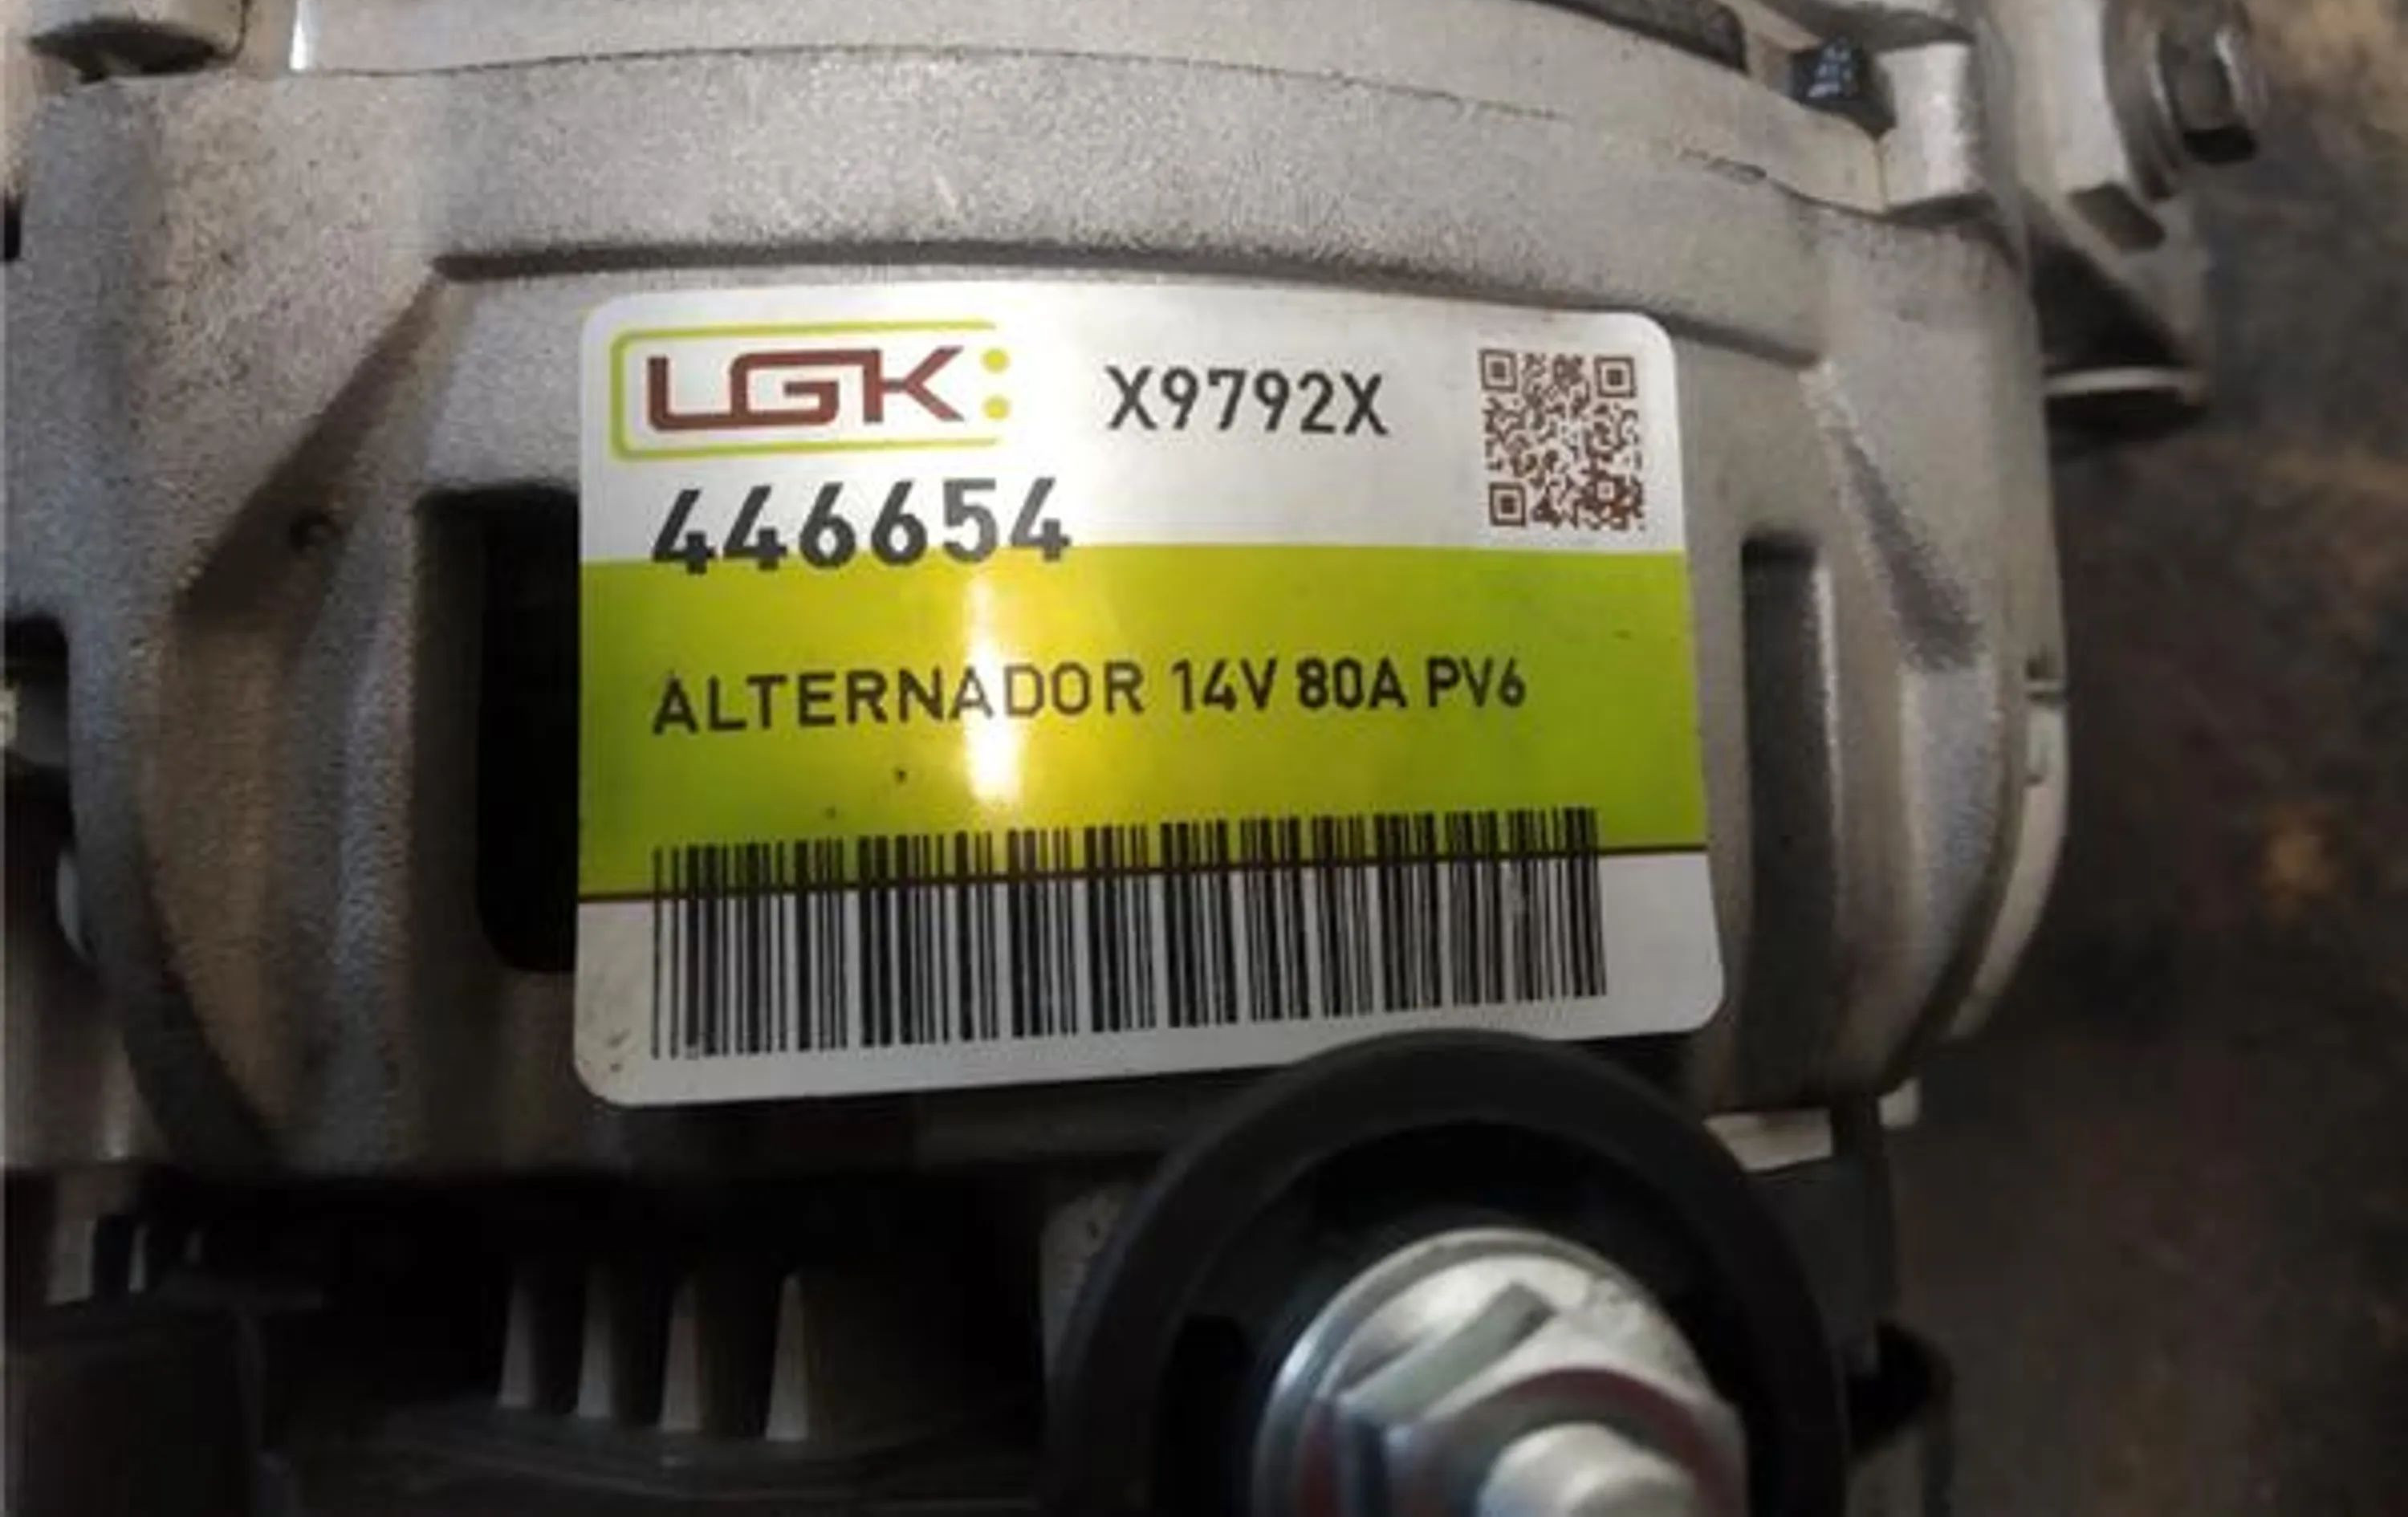 LGK: X9792X
446654
ALTERNADOR 14V 80A PV6